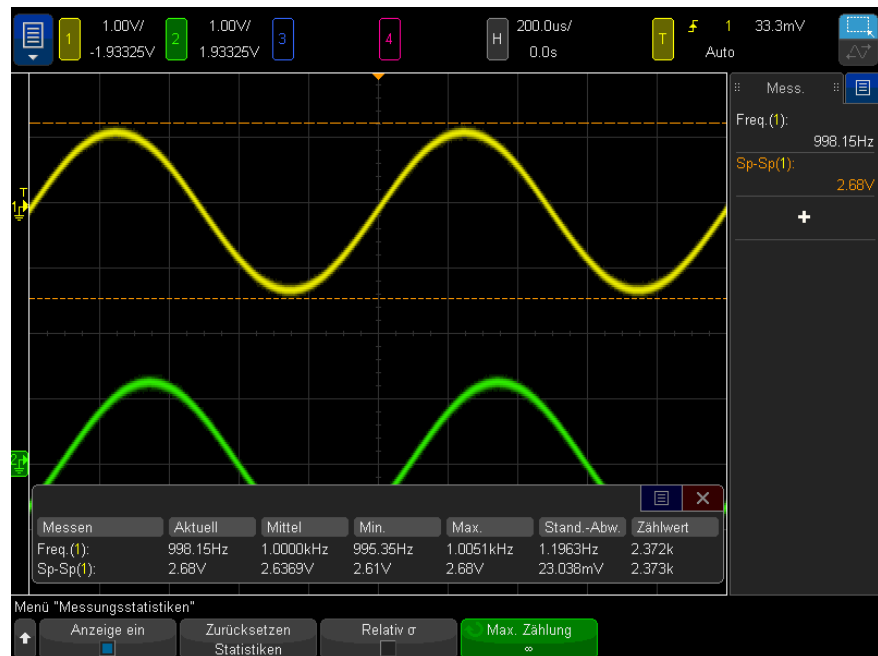 1 1.00V/ 2 1.00V/ 3 4 H 200.0us/ T 1 33.3mV
-1.93325V 1.93325V 0.0s Auto
Mess.
Freq.(1):
998.15Hz
Sp-Sp(1):
2.68V
+
T
1
2
Messen Aktuell Mittel Min. Max. Stand.-Abw. Zählwert
Freq.(1): 998.15Hz 1.0000kHz 995.35Hz 1.0051kHz 1.1963Hz 2.372k
Sp-Sp(1): 2.68V 2.6369V 2.61V 2.68V 23.038mV 2.373k
Menü "Messungsstatistiken"
Anzeige ein Zurücksetzen Relativ σ Max. Zählung
Statistiken ∞